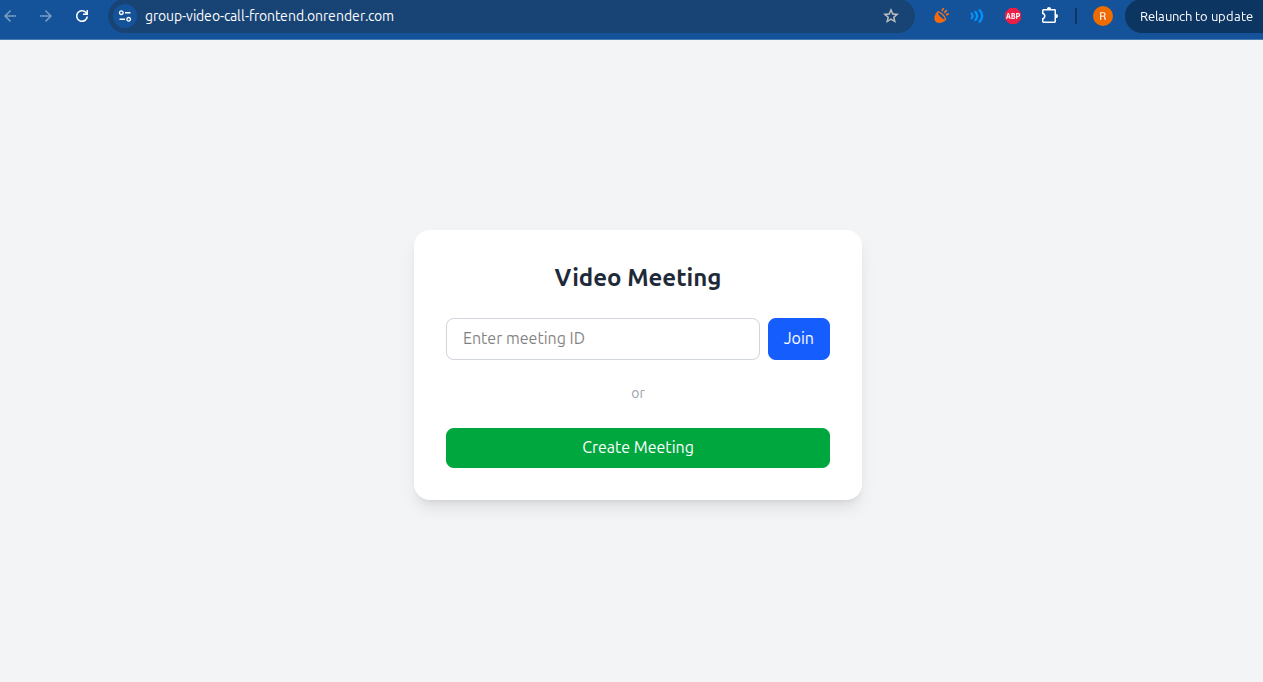 group-video-call-frontend.onrender.com
ABP
R
Relaunch to update
Video Meeting
Enter meeting ID
Join
or
Create Meeting